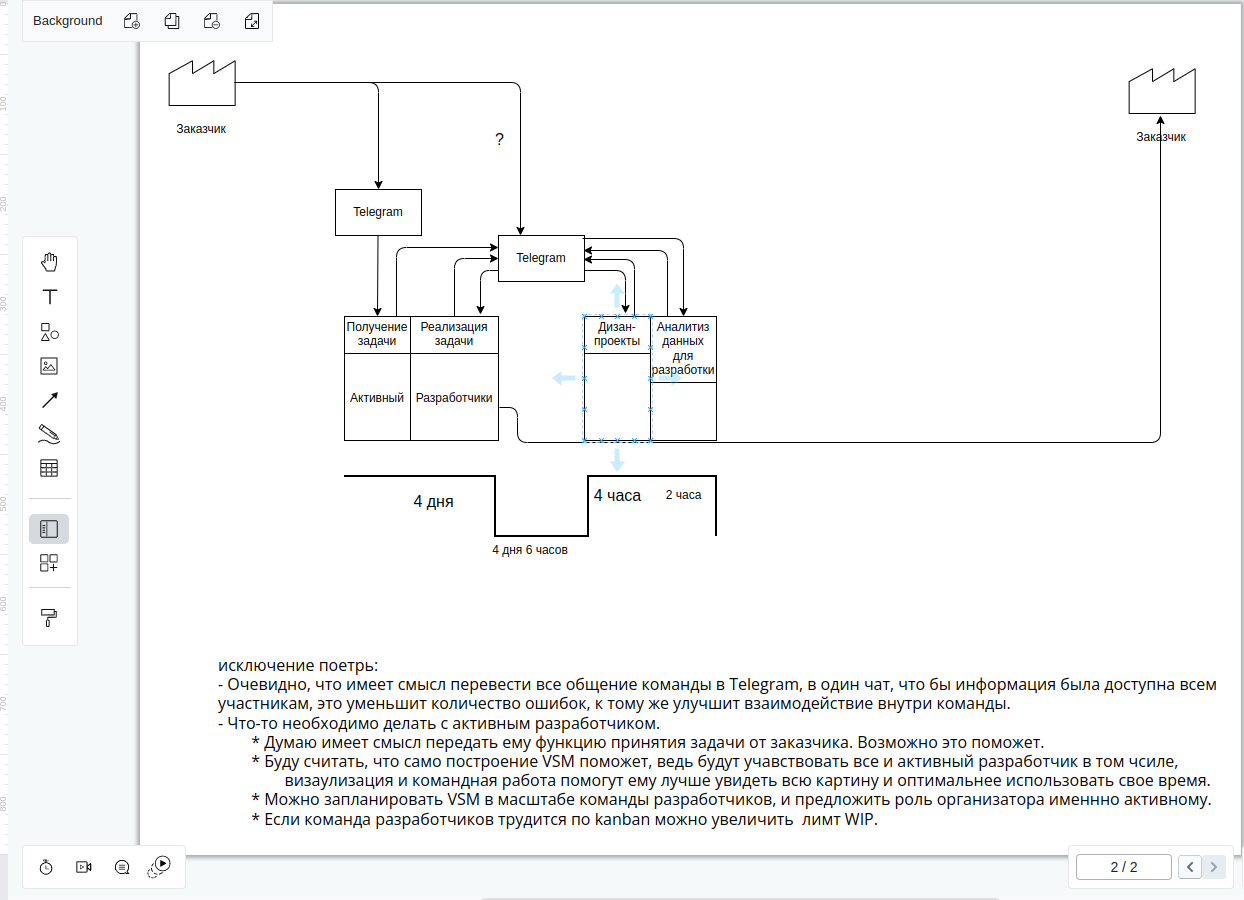 Background
Заказчик
Заказчик
?
Telegram
Telegram
Получение
задачи
Реализация
задачи
Дизан-
проекты
Аналитиз
данных
для
разработки
Активный
Разработчики
4 дня
4 часа
2 часа
4 дня 6 часов
исключение поетрь:
- Очевидно, что имеет смысл перевести все общение команды в Telegram, в один чат, что бы информация была доступна всем
участникам, это уменьшит количество ошибок, к тому же улучшит взаимодействие внутри команды.
- Что-то необходимо делать с активным разработчиком.
* Думаю имеет смысл передать ему функцию принятия задачи от заказчика. Возможно это поможет.
* Буду считать, что само построение VSM поможет, ведь будут учавствовать все и активный разработчик в том чсиле,
визаулизация и командная работа помогут ему лучше увидеть всю картину и оптимальнее использовать свое время.
* Можно запланировать VSM в масштабе команды разработчиков, и предложить роль организатора именнно активному.
* Если команда разработчиков трудится по kanban можно увеличить лимт WIP.
2 / 2